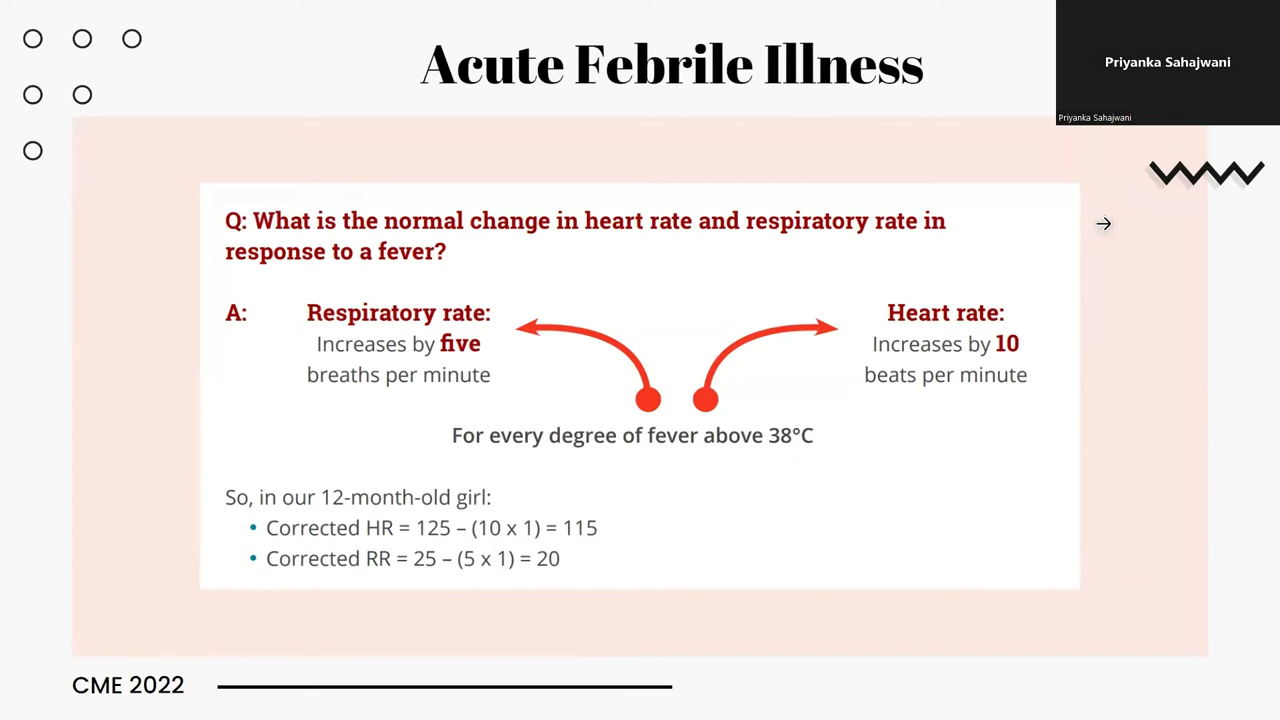 Acute Febrile Illness
Priyanka Sahajwani
Priyanka Sahajwani
Q: What is the normal change in heart rate and respiratory rate in
response to a fever?
A:
Respiratory rate:
Increases by five
breaths per minute
Heart rate:
Increases by 10
beats per minute
For every degree of fever above 38°C
So, in our 12-month-old girl:
• Corrected HR = 125 – (10 x 1) = 115
• Corrected RR = 25 – (5 x 1) = 20
CME 2022